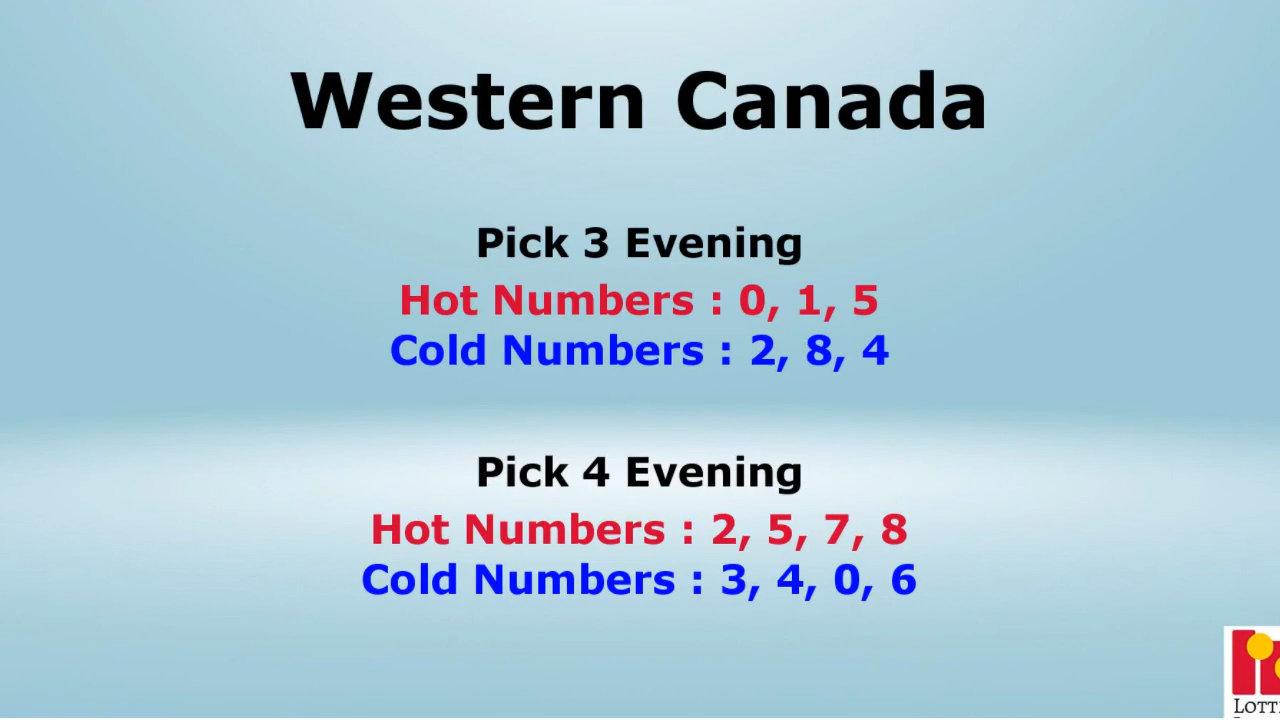 Western Canada
Pick 3 Evening
Hot Numbers : 0, 1, 5
Cold Numbers : 2, 8, 4
Pick 4 Evening
Hot Numbers : 2, 5, 7, 8
Cold Numbers : 3, 4, 0, 6